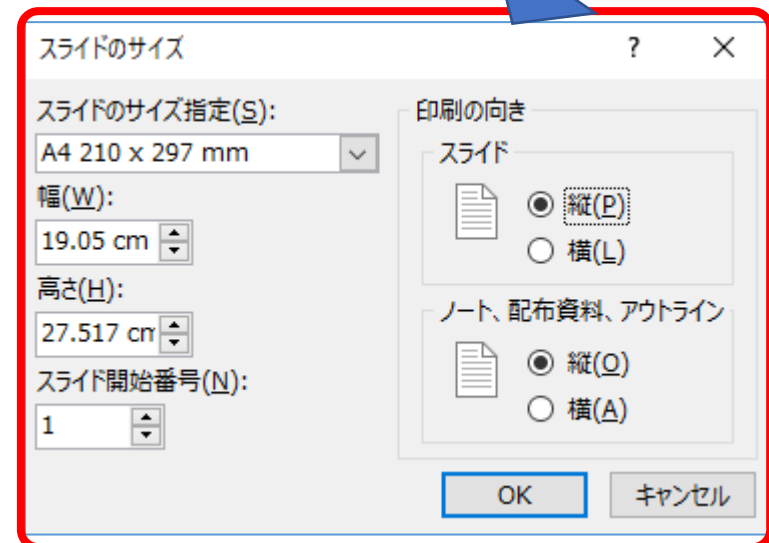 スライドのサイズ ? ×
スライドのサイズ指定(S):
A4 210 x 297 mm
幅(W):
19.05 cm
高さ(H):
27.517 cm
スライド開始番号(N):
1
印刷の向き
スライド
縦(P)
横(L)
ノート、配布資料、アウトライン
縦(O)
横(A)
OK
キャンセル